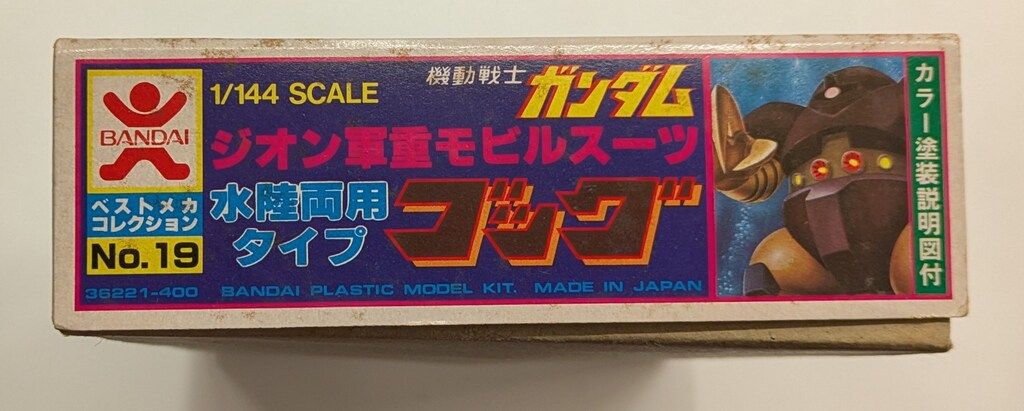 BANDAI
ベストメカ
コレクション
No.19
36221-400
1/144 SCALE
機動戦士 ガンダム
ジオン軍重モビルスーツ
水陸両用
タイプ
ゴッグ
BANDAI PLASTIC MODEL KIT. MADE IN JAPAN
カラー塗装説明図付